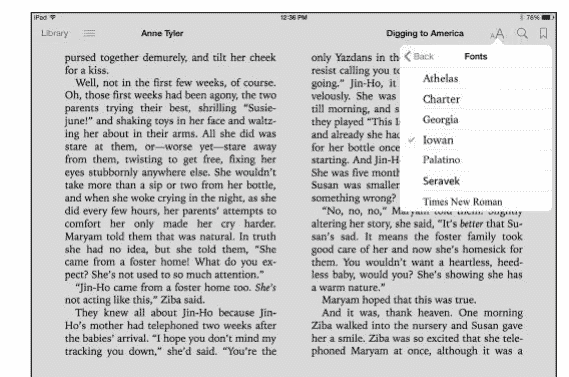 iPad
12:36 PM
76%
Library
Anne Tyler
Digging to America
AA
pursed together demurely, and tilt her cheek
for a kiss.
Well, not in the first few weeks, of course.
Oh, those first weeks had been agony, the two
parents trying their best, shrilling “Susie-
june!” and shaking toys in her face and waltz-
ing her about in their arms. All she did was
stare at them, or—worse yet—stare away
from them, twisting to get free, fixing her
eyes stubbornly anywhere else. She wouldn't
take more than a sip or two from her bottle,
and when she woke crying in the night, as she
did every few hours, her parents' attempts to
comfort her only made her cry harder.
Maryam told them that was natural. In truth
she had no idea, but she told them, “She
came from a foster home! What do you ex-
pect? She's not used to so much attention.”
“Jin-Ho came from a foster home too. She's
not acting like this,” Ziba said.
They knew all about Jin-Ho because Jin-
Ho's mother had telephoned two weeks after
the babies' arrival. “I hope you don't mind my
tracking you down,” she'd said. “You're the
only Yazdans in th
resist calling you to
going.” Jin-Ho, it
velously. She was
till morning, and s
they played “This l
and already she had
for her bottle once
starting. And Jin-H
She was five month
Susan was smaller
something wrong?
“No, no, no,” Maryam told them. Slightly
altering her story, she said, “It's better that Su-
san's sad. It means the foster family took
good care of her and now she's homesick for
them. You wouldn't want a heartless, heed-
less baby, would you? She's showing she has
a warm nature.”
Maryam hoped that this was true.
And it was, thank heaven. One morning
Ziba walked into the nursery and Susan gave
her a smile. Ziba was so excited that she tele-
phoned Maryam at once, although it was a
Back
Fonts
Athelas
Charter
Georgia
Iowan
Palatino
Seravek
Times New Roman